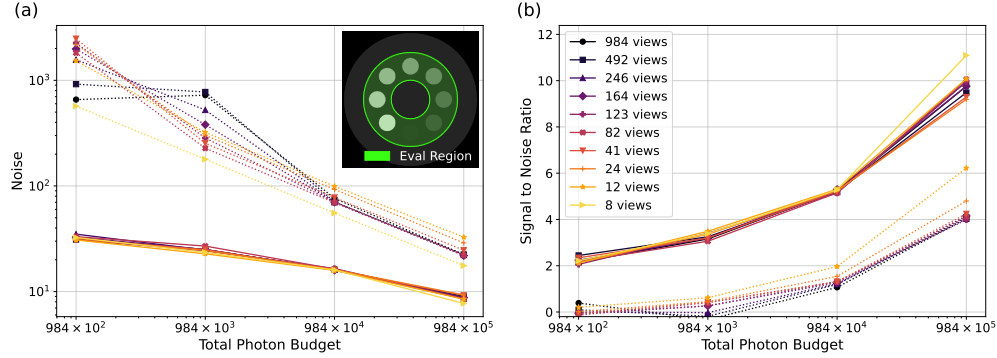 (a)
Noise
10³
10²
10¹
984 × 10²
984 × 10³
984 × 10⁴
984 × 10⁵
Total Photon Budget
Eval Region
(b)
Signal to Noise Ratio
12
10
8
6
4
2
0
984 × 10²
984 × 10³
984 × 10⁴
984 × 10⁵
Total Photon Budget
984 views
492 views
246 views
164 views
123 views
82 views
41 views
24 views
12 views
8 views